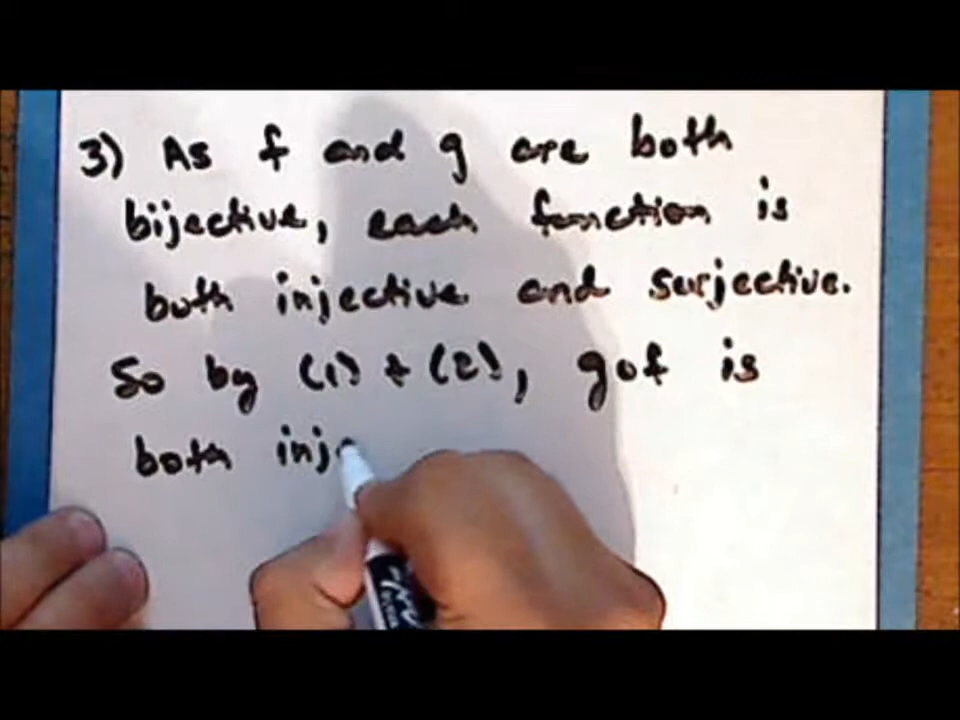 3) As f and g are both
bijective, each function is
both injective and surjective.
So by (1) + (2), gof is
both inj